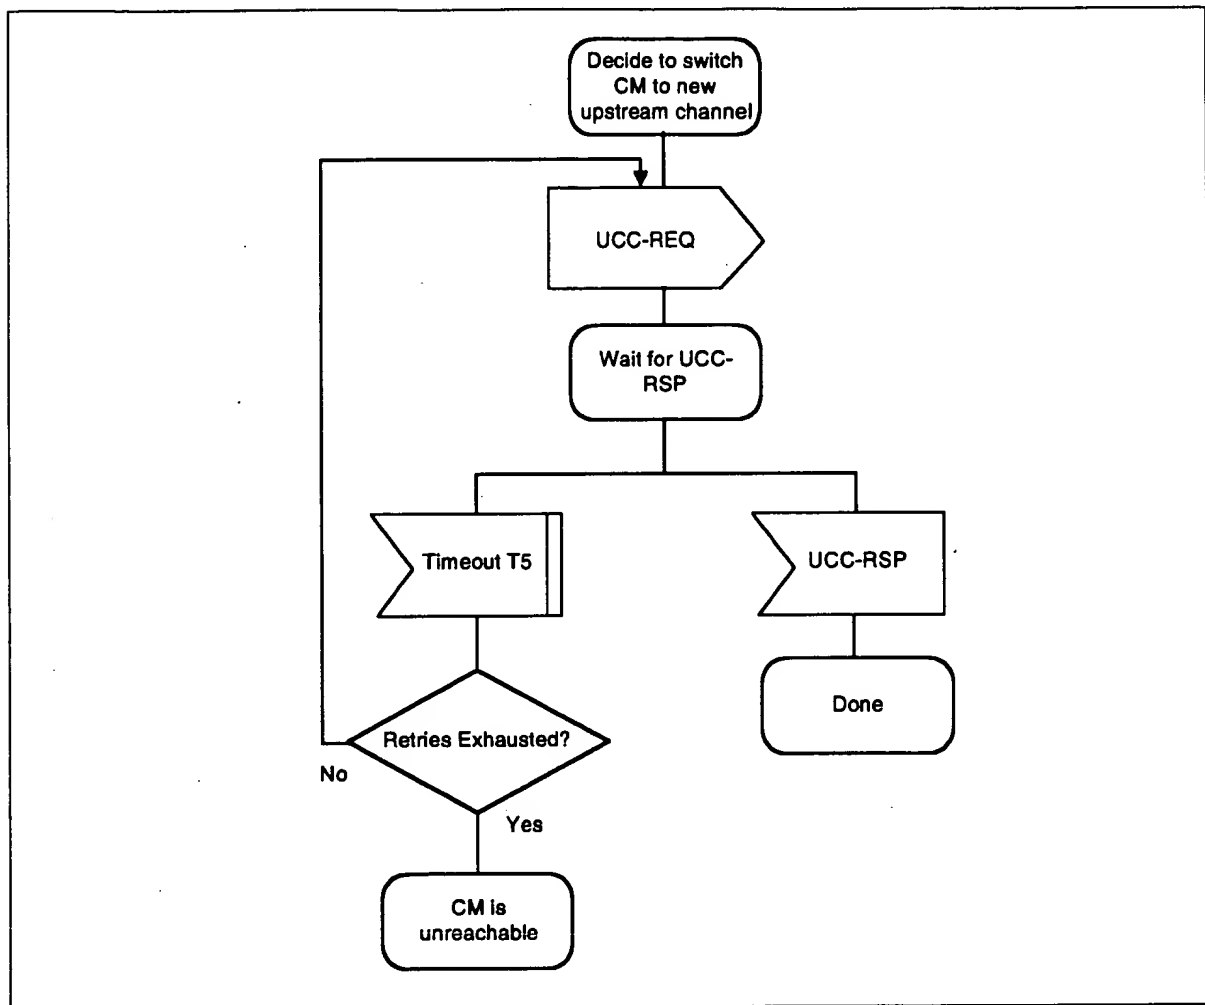 Decide to switch
CM to new
upstream channel
UCC-REQ
Wait for UCC-
RSP
Timeout T5
UCC-RSP
Retries Exhausted?
Done
No
Yes
CM is
unreachable